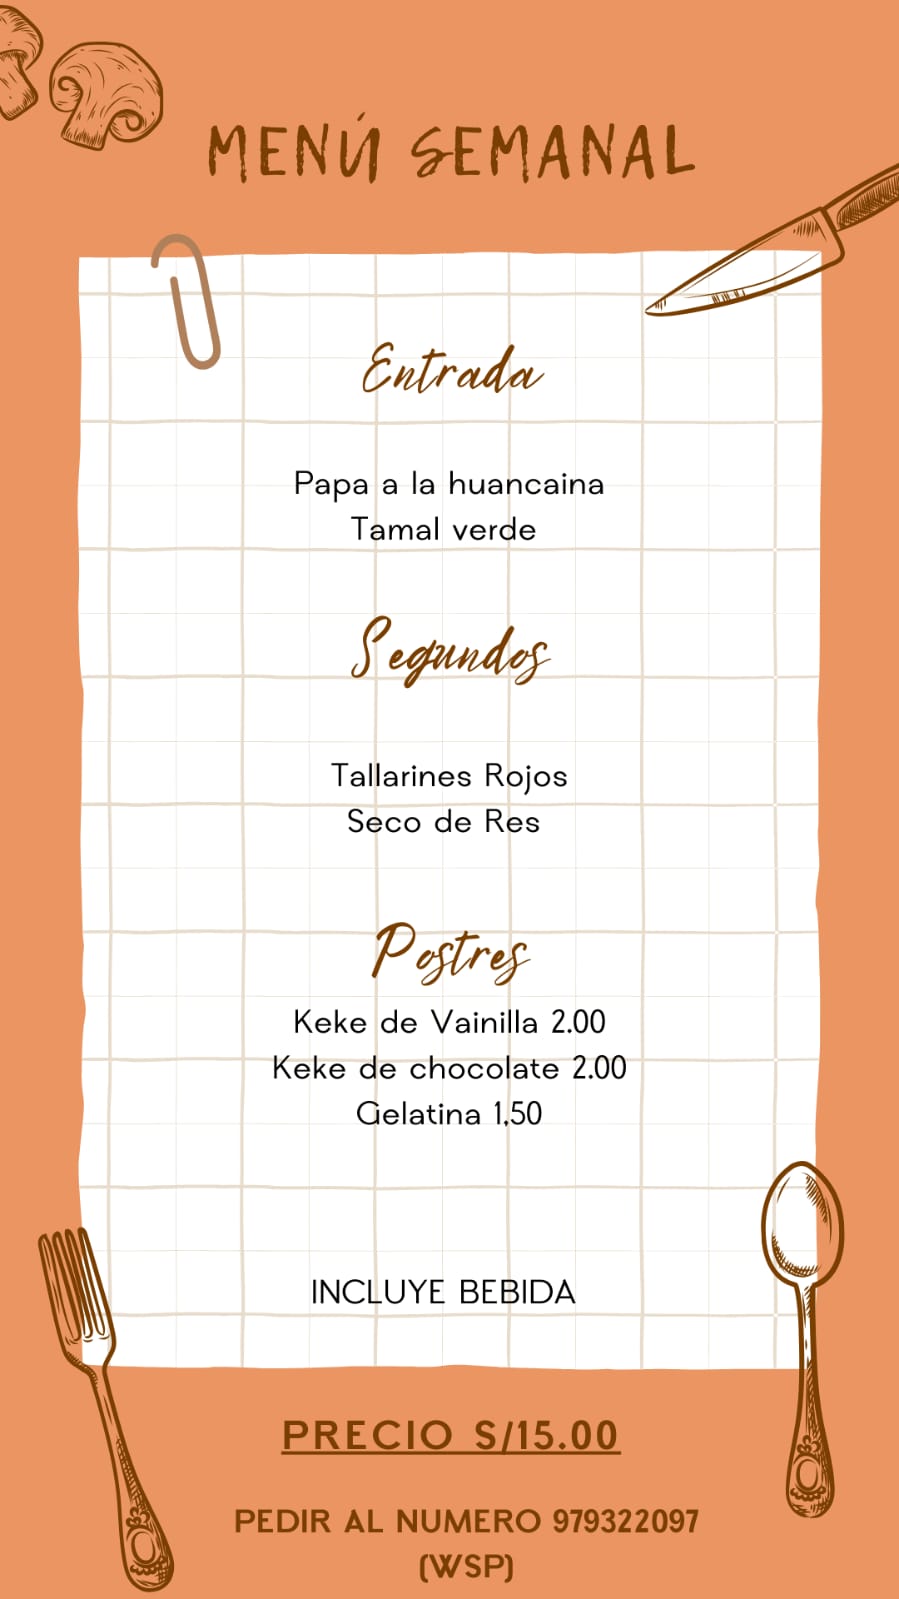 MENÚ SEMANAL
Entrada
Papa a la huancaina
Tamal verde
Segundos
Tallarines Rojos
Seco de Res
Postres
Keke de Vainilla 2.00
Keke de chocolate 2.00
Gelatina 1,50
INCLUYE BEBIDA
PRECIO S/15.00
PEDIR AL NUMERO 979322097
(WSP)